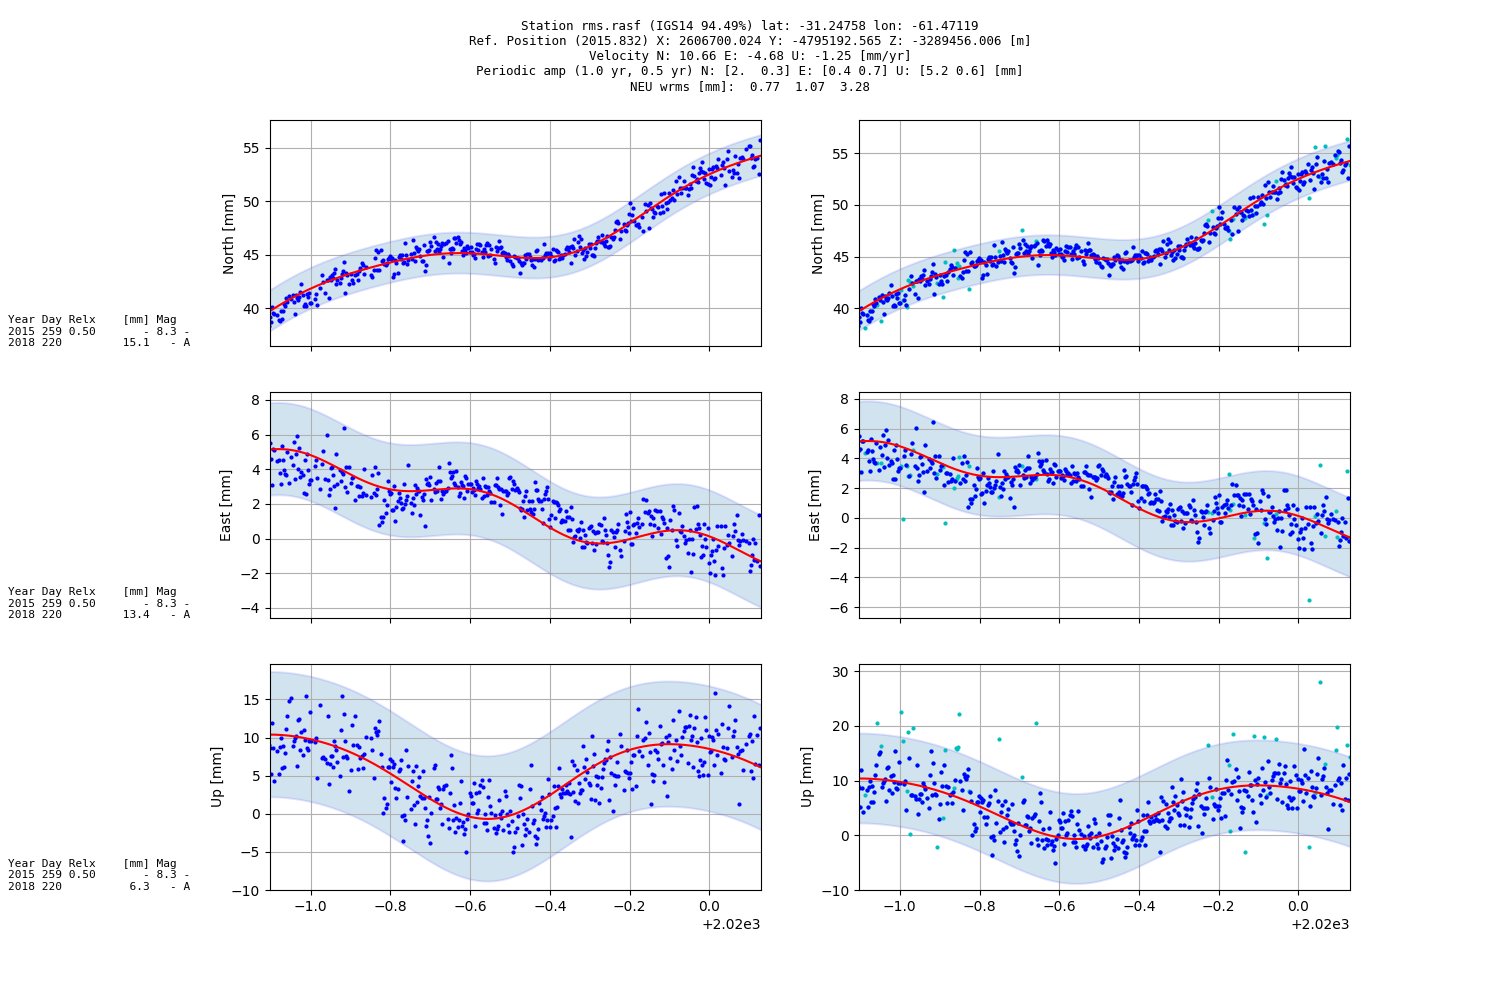 Station rms.rasf (IGS14 94.49%) lat: -31.24758 lon: -61.47119
Ref. Position (2015.832) X: 2606700.024 Y: -4795192.565 Z: -3289456.006 [m]
Velocity N: 10.66 E: -4.68 U: -1.25 [mm/yr]
Periodic amp (1.0 yr, 0.5 yr) N: [2.  0.3] E: [0.4 0.7] U: [5.2 0.6] [mm]
NEU wrms [mm]:  0.77  1.07  3.28
North [mm]
55
50
45
40
North [mm]
55
50
45
40
Year Day Relx    [mm] Mag
2015 259 0.50       - 8.3 -
2018 220         15.1   - A
East [mm]
8
6
4
2
0
−2
−4
East [mm]
8
6
4
2
0
−2
−4
−6
Year Day Relx    [mm] Mag
2015 259 0.50       - 8.3 -
2018 220         13.4   - A
Up [mm]
15
10
5
0
−5
−10
Up [mm]
30
20
10
0
−10
Year Day Relx    [mm] Mag
2015 259 0.50       - 8.3 -
2018 220          6.3   - A
−1.0 −0.8 −0.6 −0.4 −0.2 0.0
+2.02e3
−1.0 −0.8 −0.6 −0.4 −0.2 0.0
+2.02e3